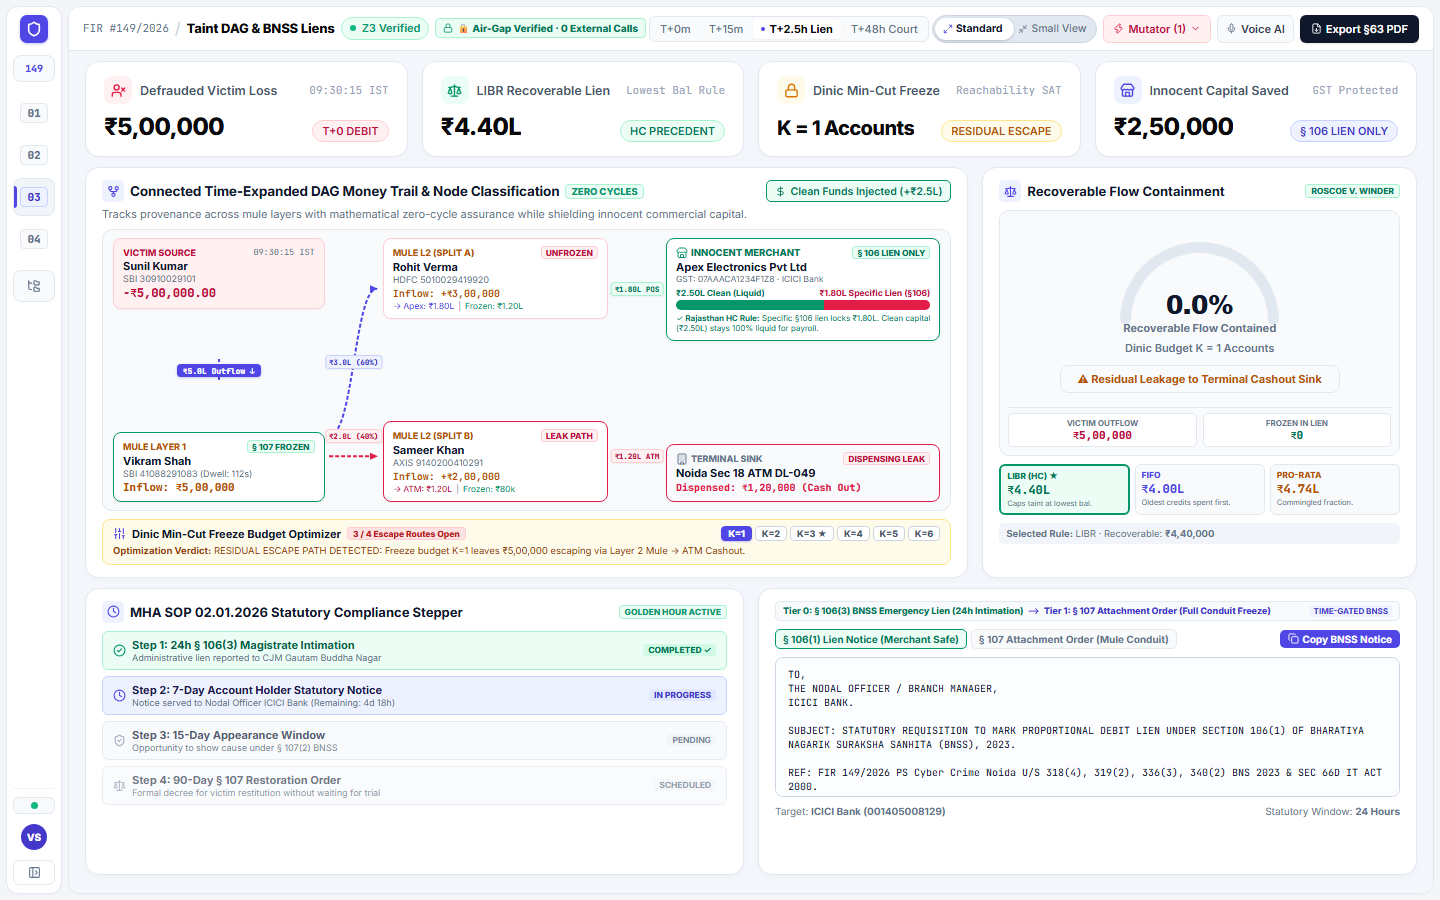 FIR #149/2026 / Taint DAG & BNSS Liens
Z3 Verified
🔒 Air-Gap Verified · 0 External Calls
T+0m
T+15m
T+2.5h Lien
T+48h Court
Standard
Small View
Mutator (1)
Voice AI
Export §63 PDF
149
01
02
03
04
VS
Defrauded Victim Loss
09:30:15 IST
₹5,00,000
T+0 DEBIT
LIBR Recoverable Lien
Lowest Bal Rule
₹4.40L
HC PRECEDENT
Dinic Min-Cut Freeze
Reachability SAT
K = 1 Accounts
RESIDUAL ESCAPE
Innocent Capital Saved
GST Protected
₹2,50,000
§ 106 LIEN ONLY
Connected Time-Expanded DAG Money Trail & Node Classification
ZERO CYCLES
Clean Funds Injected (+₹2.5L)
Tracks provenance across mule layers with mathematical zero-cycle assurance while shielding innocent commercial capital.
VICTIM SOURCE
09:30:15 IST
Sunil Kumar
SBI 30910029101
-₹5,00,000.00
₹5.0L Outflow ↓
MULE LAYER 1
§ 107 FROZEN
Vikram Shah
SBI 41088291083 (Dwell: 112s)
Inflow: ₹5,00,000
₹3.0L (60%)
₹2.0L (40%)
MULE L2 (SPLIT A)
UNFROZEN
Rohit Verma
HDFC 5010029419920
Inflow: +₹3,00,000
→ Apex: ₹1.80L | Frozen: ₹1.20L
MULE L2 (SPLIT B)
LEAK PATH
Sameer Khan
AXIS 9140200410291
Inflow: +₹2,00,000
→ ATM: ₹1.20L | Frozen: ₹80k
₹1.80L POS
₹1.20L ATM
INNOCENT MERCHANT
§ 106 LIEN ONLY
Apex Electronics Pvt Ltd
GST: 07AAACA1234F1Z8 · ICICI Bank
₹2.50L Clean (Liquid)
₹1.80L Specific Lien (§106)
✓ Rajasthan HC Rule: Specific §106 lien locks ₹1.80L. Clean capital
(₹2.50L) stays 100% liquid for payroll.
TERMINAL SINK
DISPENSING LEAK
Noida Sec 18 ATM DL-049
Dispensed: ₹1,20,000 (Cash Out)
Dinic Min-Cut Freeze Budget Optimizer
3 / 4 Escape Routes Open
K=1
K=2
K=3 ★
K=4
K=5
K=6
Optimization Verdict: RESIDUAL ESCAPE PATH DETECTED: Freeze budget K=1 leaves ₹5,00,000 escaping via Layer 2 Mule → ATM Cashout.
Recoverable Flow Containment
ROSCOE V. WINDER
0.0%
Recoverable Flow Contained
Dinic Budget K = 1 Accounts
⚠ Residual Leakage to Terminal Cashout Sink
VICTIM OUTFLOW
₹5,00,000
FROZEN IN LIEN
₹0
LIBR (HC) ★
₹4.40L
Caps taint at lowest bal.
FIFO
₹4.00L
Oldest credits spent first.
PRO-RATA
₹4.74L
Commingled fraction.
Selected Rule: LIBR · Recoverable: ₹4,40,000
MHA SOP 02.01.2026 Statutory Compliance Stepper
GOLDEN HOUR ACTIVE
Step 1: 24h § 106(3) Magistrate Intimation
Administrative lien reported to CJM Gautam Buddha Nagar
COMPLETED ✓
Step 2: 7-Day Account Holder Statutory Notice
Notice served to Nodal Officer ICICI Bank (Remaining: 4d 18h)
IN PROGRESS
Step 3: 15-Day Appearance Window
Opportunity to show cause under § 107(2) BNSS
PENDING
Step 4: 90-Day § 107 Restoration Order
Formal decree for victim restitution without waiting for trial
SCHEDULED
Tier 0: § 106(3) BNSS Emergency Lien (24h Intimation) → Tier 1: § 107 Attachment Order (Full Conduit Freeze)
TIME-GATED BNSS
§ 106(1) Lien Notice (Merchant Safe)
§ 107 Attachment Order (Mule Conduit)
Copy BNSS Notice
TO,
THE NODAL OFFICER / BRANCH MANAGER,
ICICI BANK.
SUBJECT: STATUTORY REQUISITION TO MARK PROPORTIONAL DEBIT LIEN UNDER SECTION 106(1) OF BHARATIYA
NAGARIK SURAKSHA SANHITA (BNSS), 2023.
REF: FIR 149/2026 PS Cyber Crime Noida U/S 318(4), 319(2), 336(3), 340(2) BNS 2023 & SEC 66D IT ACT
2000.
Target: ICICI Bank (001405008129)
Statutory Window: 24 Hours